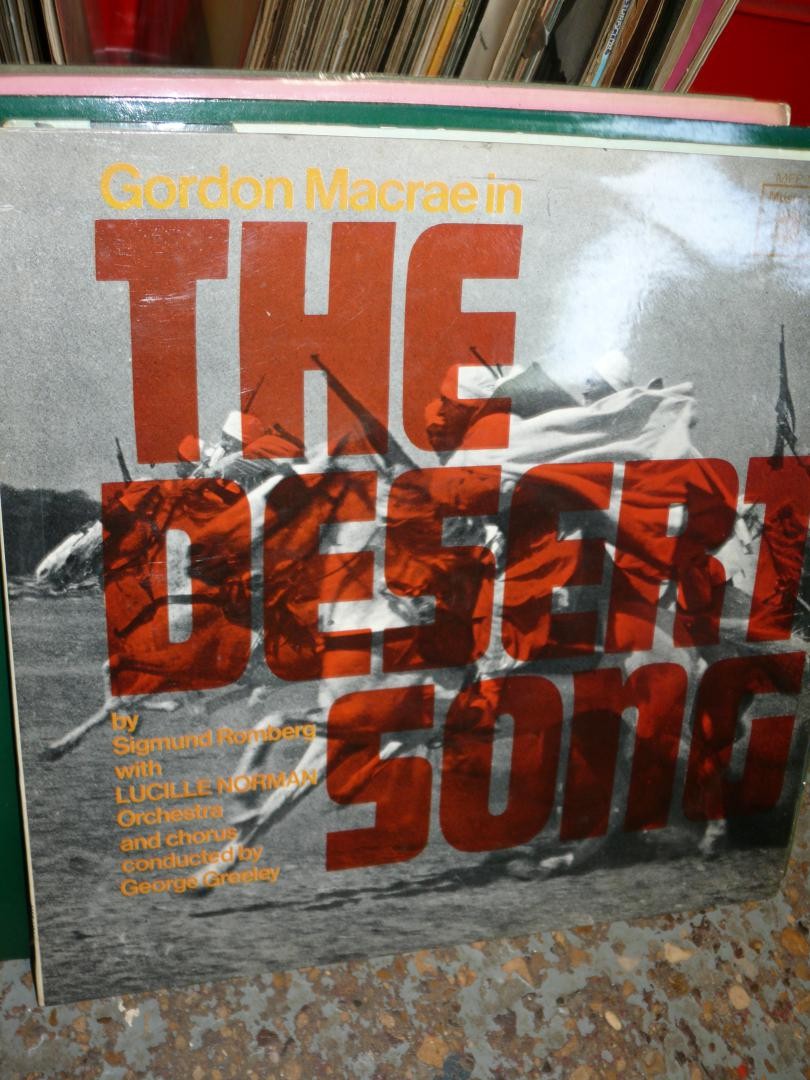 Gordon Macrae in
THE
DESERT
SONG
by
Sigmund Romberg
with
LUCILLE NORMAN
Orchestra
and chorus
conducted by
George Greeley